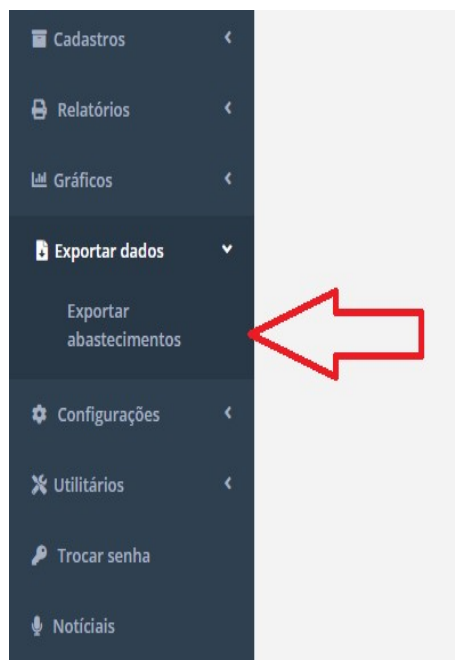 Cadastros
Relatórios
Gráficos
Exportar dados
Exportar
abastecimentos
Configurações
Utilitários
Trocar senha
Notíciais